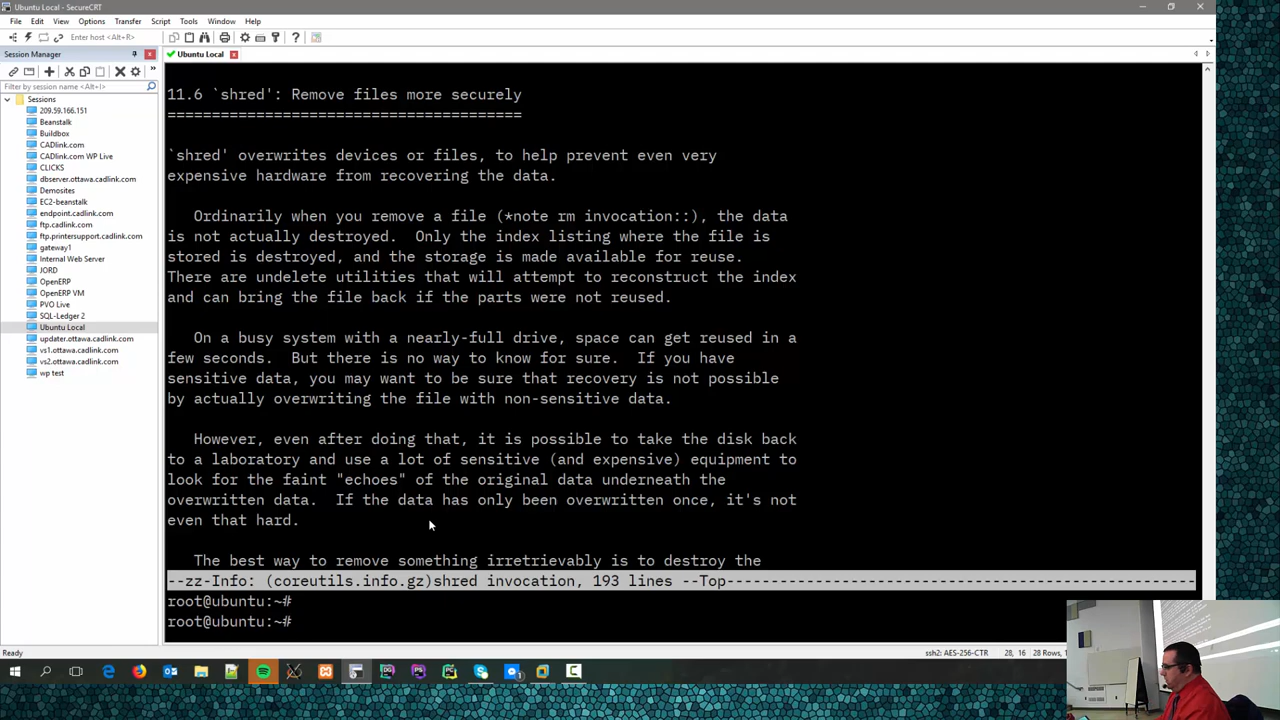 Ubuntu Local - SecureCRT
File Edit View Options Transfer Script Tools Window Help
Enter host <Alt+R>
Session Manager
Ubuntu Local
Filter by session name <Alt+I>
Sessions
209.59.166.151
Beanstalk
Buildbox
CADlink.com
CADlink.com WP Live
CLICKS
dbserver.ottawa.cadlink.com
Demosites
EC2-beanstalk
endpoint.cadlink.com
ftp.cadlink.com
ftp.printersupport.cadlink.com
gateway1
Internal Web Server
JORD
OpenERP
OpenERP VM
PVO Live
SQL-Ledger 2
Ubuntu Local
updater.ottawa.cadlink.com
vs1.ottawa.cadlink.com
vs2.ottawa.cadlink.com
wp test
11.6 `shred': Remove files more securely
========================================
`shred' overwrites devices or files, to help prevent even very
expensive hardware from recovering the data.
Ordinarily when you remove a file (*note rm invocation::), the data
is not actually destroyed.  Only the index listing where the file is
stored is destroyed, and the storage is made available for reuse.
There are undelete utilities that will attempt to reconstruct the index
and can bring the file back if the parts were not reused.
On a busy system with a nearly-full drive, space can get reused in a
few seconds.  But there is no way to know for sure.  If you have
sensitive data, you may want to be sure that recovery is not possible
by actually overwriting the file with non-sensitive data.
However, even after doing that, it is possible to take the disk back
to a laboratory and use a lot of sensitive (and expensive) equipment to
look for the faint "echoes" of the original data underneath the
overwritten data.  If the data has only been overwritten once, it's not
even that hard.
The best way to remove something irretrievably is to destroy the
--zz-Info: (coreutils.info.gz)shred invocation, 193 lines --Top-----------------------------------------------------
root@ubuntu:~#
root@ubuntu:~#
Ready
ssh2: AES-256-CTR
28, 16
28 Rows,